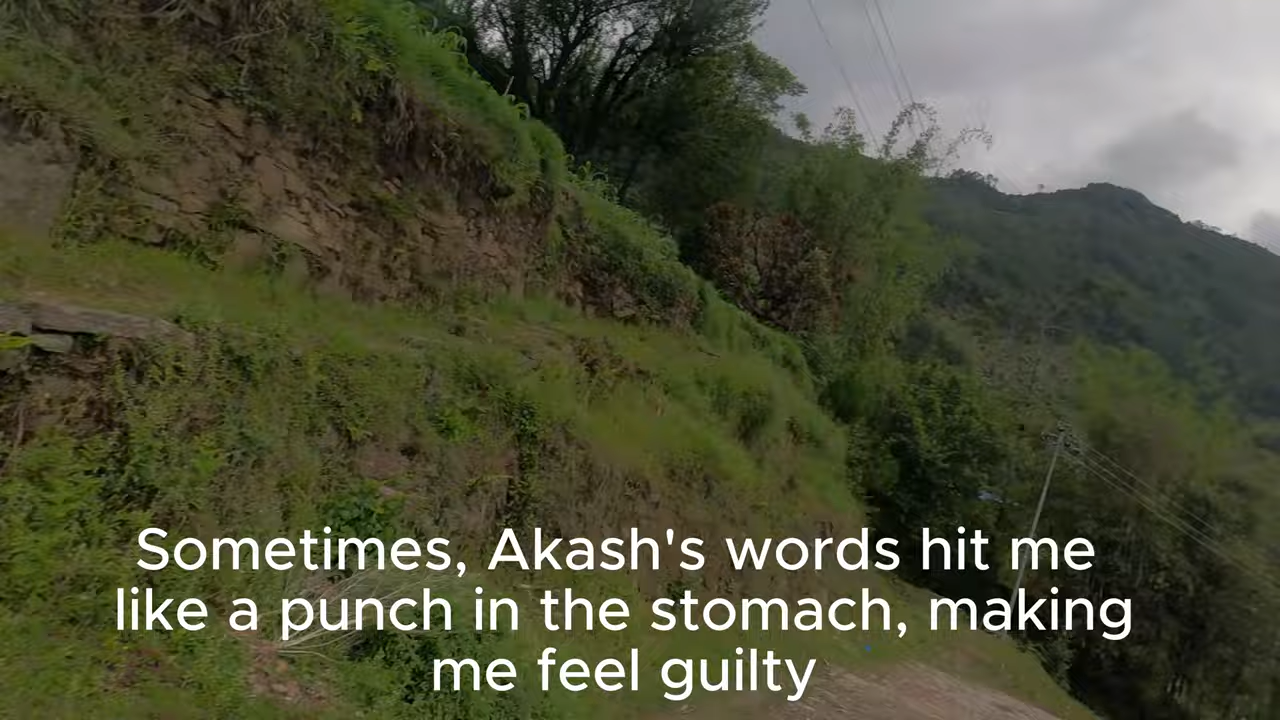 Sometimes, Akash's words hit me
like a punch in the stomach, making
me feel guilty